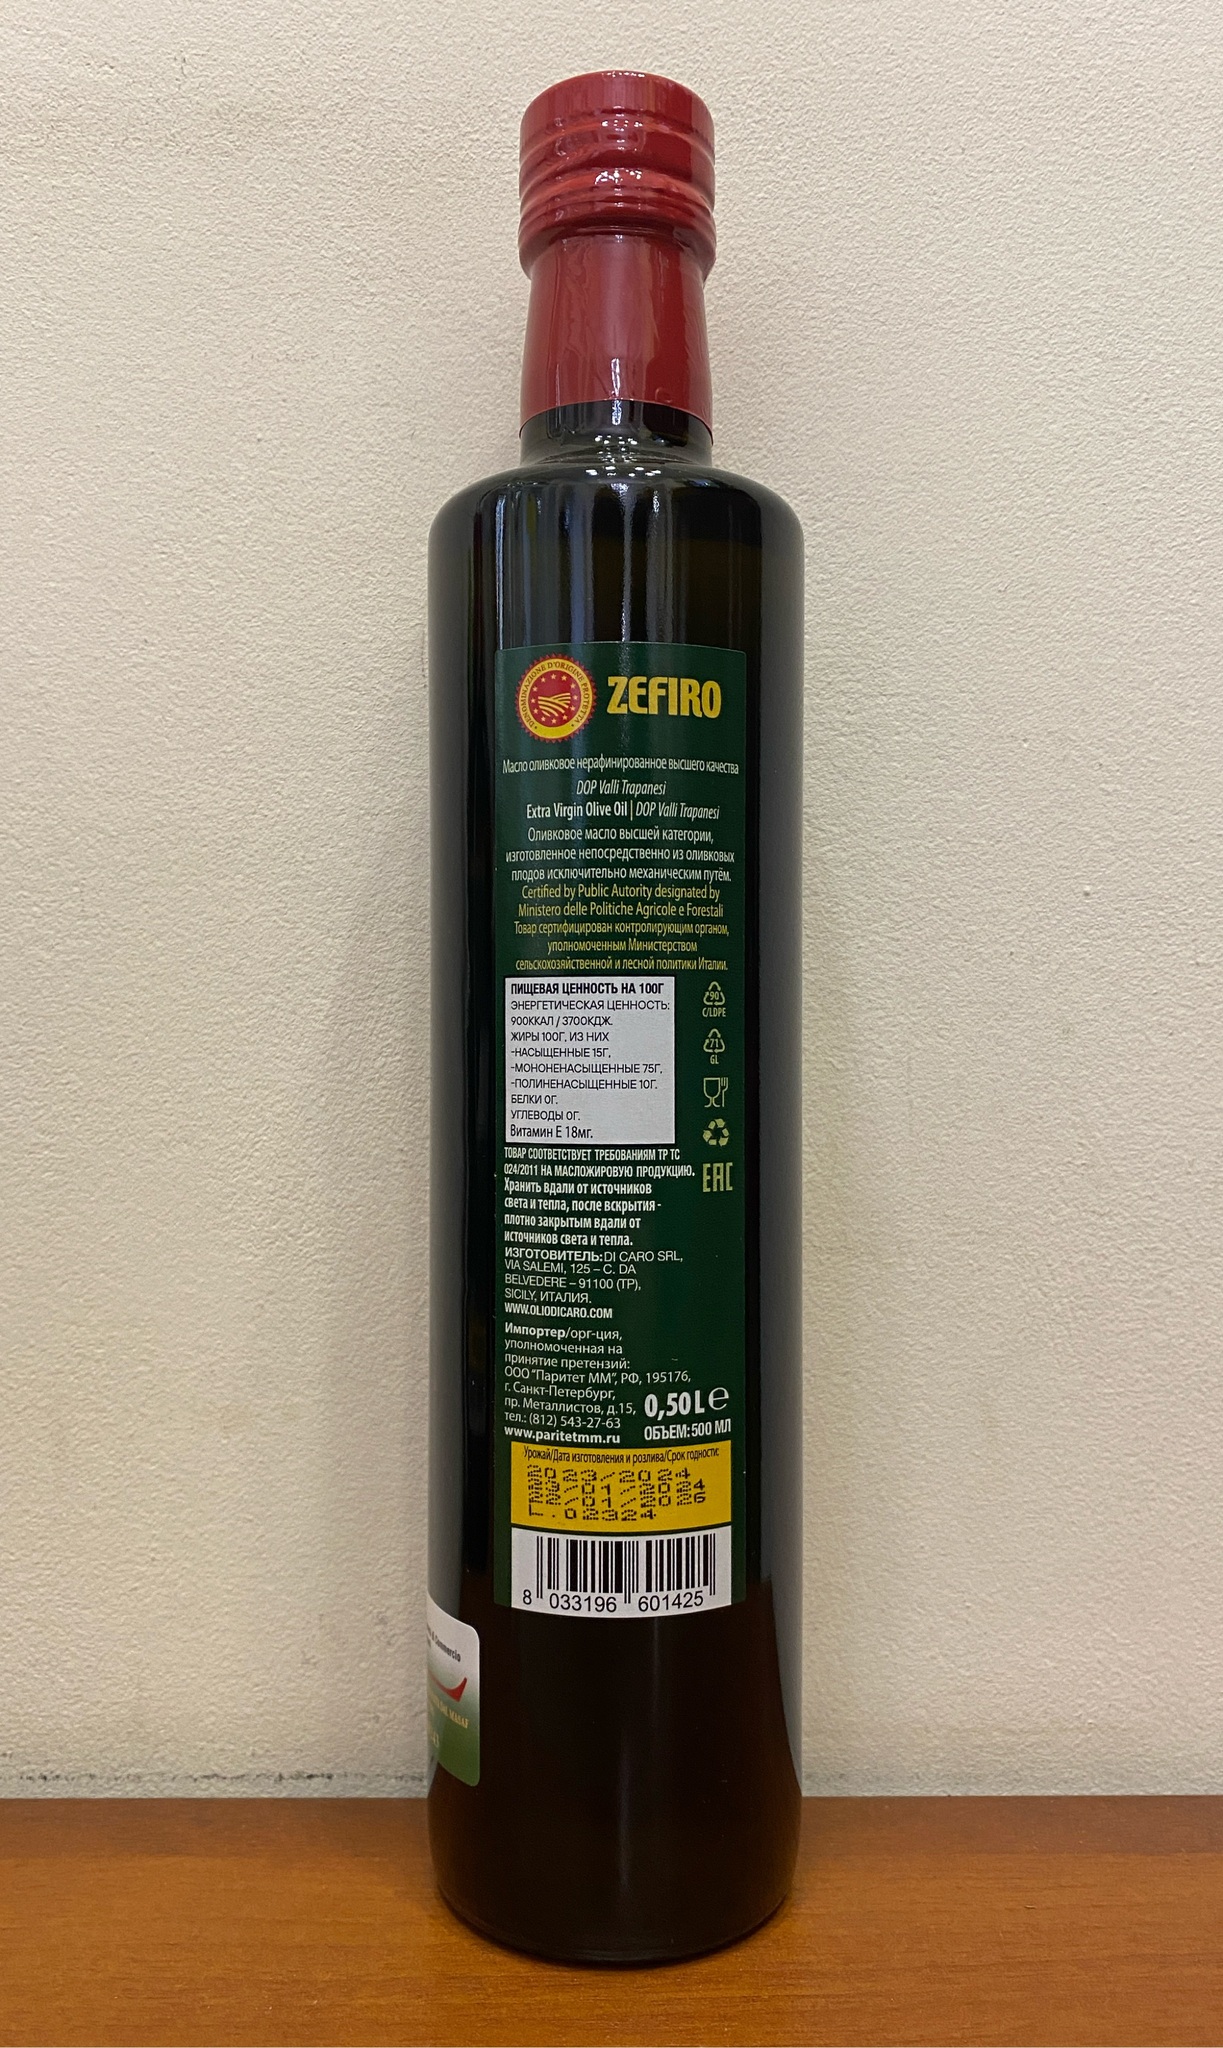 DENOMINAZIONE D'ORIGINE PROTETTA
ZEFIRO
Масло оливковое нерафинированное высшего качества
DOP Valli Trapanesi
Extra Virgin Olive Oil | DOP Valli Trapanesi
Оливковое масло высшей категории,
изготовленное непосредственно из оливковых
плодов исключительно механическим путём.
Certified by Public Autority designated by
Ministero delle Politiche Agricole e Forestali
Товар сертифицирован контролирующим органом,
уполномоченным Министерством
сельскохозяйственной и лесной политики Италии.
ПИЩЕВАЯ ЦЕННОСТЬ НА 100Г
ЭНЕРГЕТИЧЕСКАЯ ЦЕННОСТЬ:
900ККАЛ / 3700КДЖ.
ЖИРЫ 100Г, ИЗ НИХ
-НАСЫЩЕННЫЕ 15Г,
-МОНОНЕНАСЫЩЕННЫЕ 75Г,
-ПОЛИНЕНАСЫЩЕННЫЕ 10Г.
БЕЛКИ 0Г.
УГЛЕВОДЫ 0Г.
Витамин Е 18мг.
90
C/LDPE
71
GL
EAC
ТОВАР СООТВЕТСТВУЕТ ТРЕБОВАНИЯМ ТР ТС
024/2011 НА МАСЛОЖИРОВУЮ ПРОДУКЦИЮ.
Хранить вдали от источников
света и тепла, после вскрытия -
плотно закрытым вдали от
источников света и тепла.
ИЗГОТОВИТЕЛЬ: DI CARO SRL,
VIA SALEMI, 125 – C. DA
BELVEDERE – 91100 (TP),
SICILY, ИТАЛИЯ.
WWW.OLIODICARO.COM
Импортер/орг-ция,
уполномоченная на
принятие претензий:
ООО "Паритет ММ", РФ, 195176,
г. Санкт-Петербург,
пр. Металлистов, д.15,
тел.: (812) 543-27-63
www.paritetmm.ru
0,50 L e
ОБЪЕМ: 500 МЛ
Урожай/Дата изготовления и розлива/Срок годности:
2023/2024
23/01/2024
22/01/2026
L.02324
8 033196 601425
Commercio
DAL MASAF